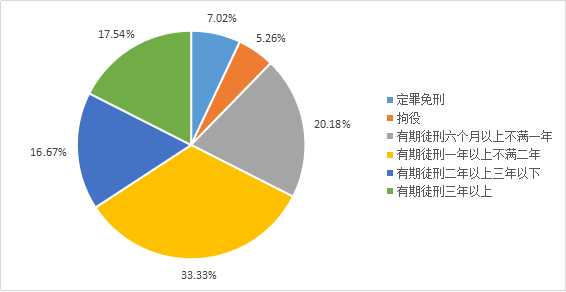 17.54%
7.02%
5.26%
20.18%
16.67%
33.33%
定罪免刑
拘役
有期徒刑六个月以上不满一年
有期徒刑一年以上不满二年
有期徒刑二年以上三年以下
有期徒刑三年以上